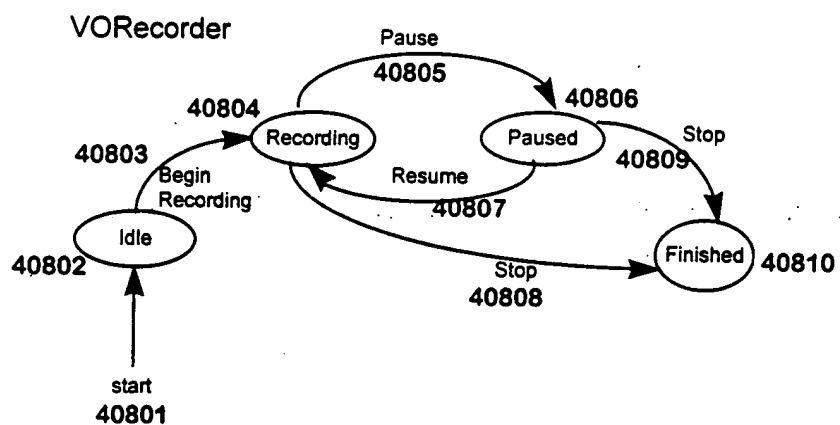 VORecorder
Pause
40805
40804
40806
Recording
Paused
Stop
40803
40809
Begin
Recording
Resume
40807
Idle
40802
Finished
40810
Stop
40808
start
40801